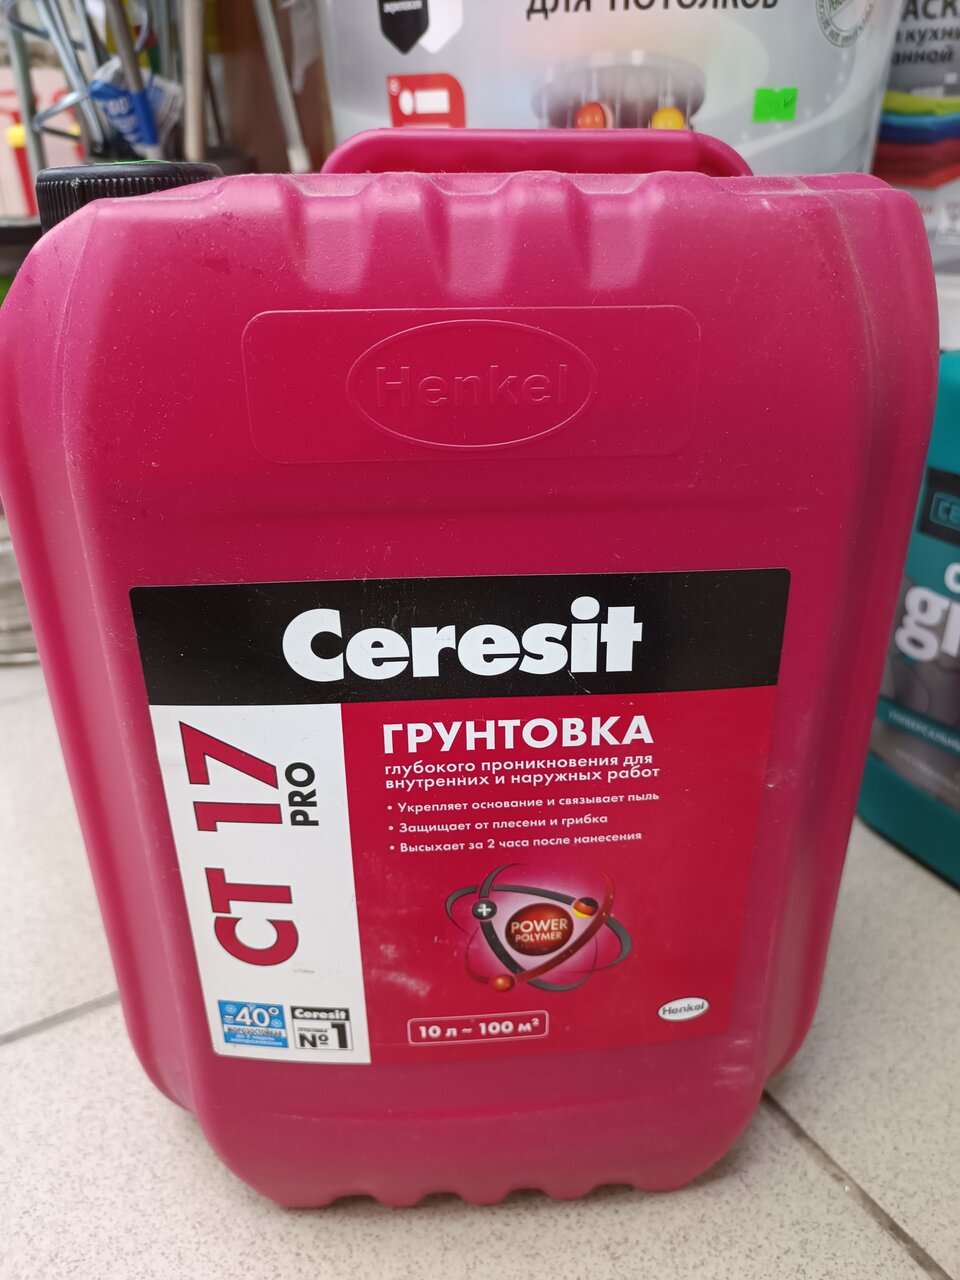 ДЛЯ ПОТОЛКОВ
Henkel
Ceresit
CT 17
PRO
ГРУНТОВКА
глубокого проникновения для
внутренних и наружных работ
• Укрепляет основание и связывает пыль
• Защищает от плесени и грибка
• Высыхает за 2 часа после нанесения
POWER
POLYMER
-40°
МОРОЗОСТОЙКАЯ
Ceresit
№1
10 л ~ 100 м²
Henkel